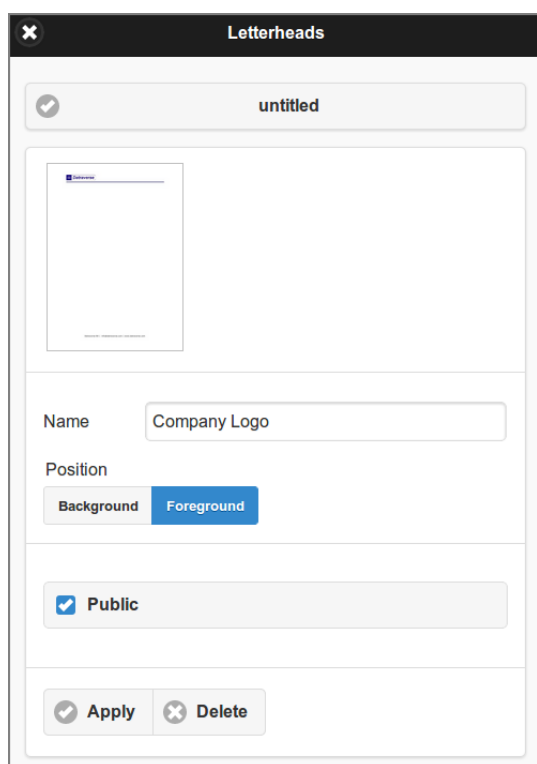 Letterheads
untitled
Name
Company Logo
Position
Background Foreground
Public
Apply Delete